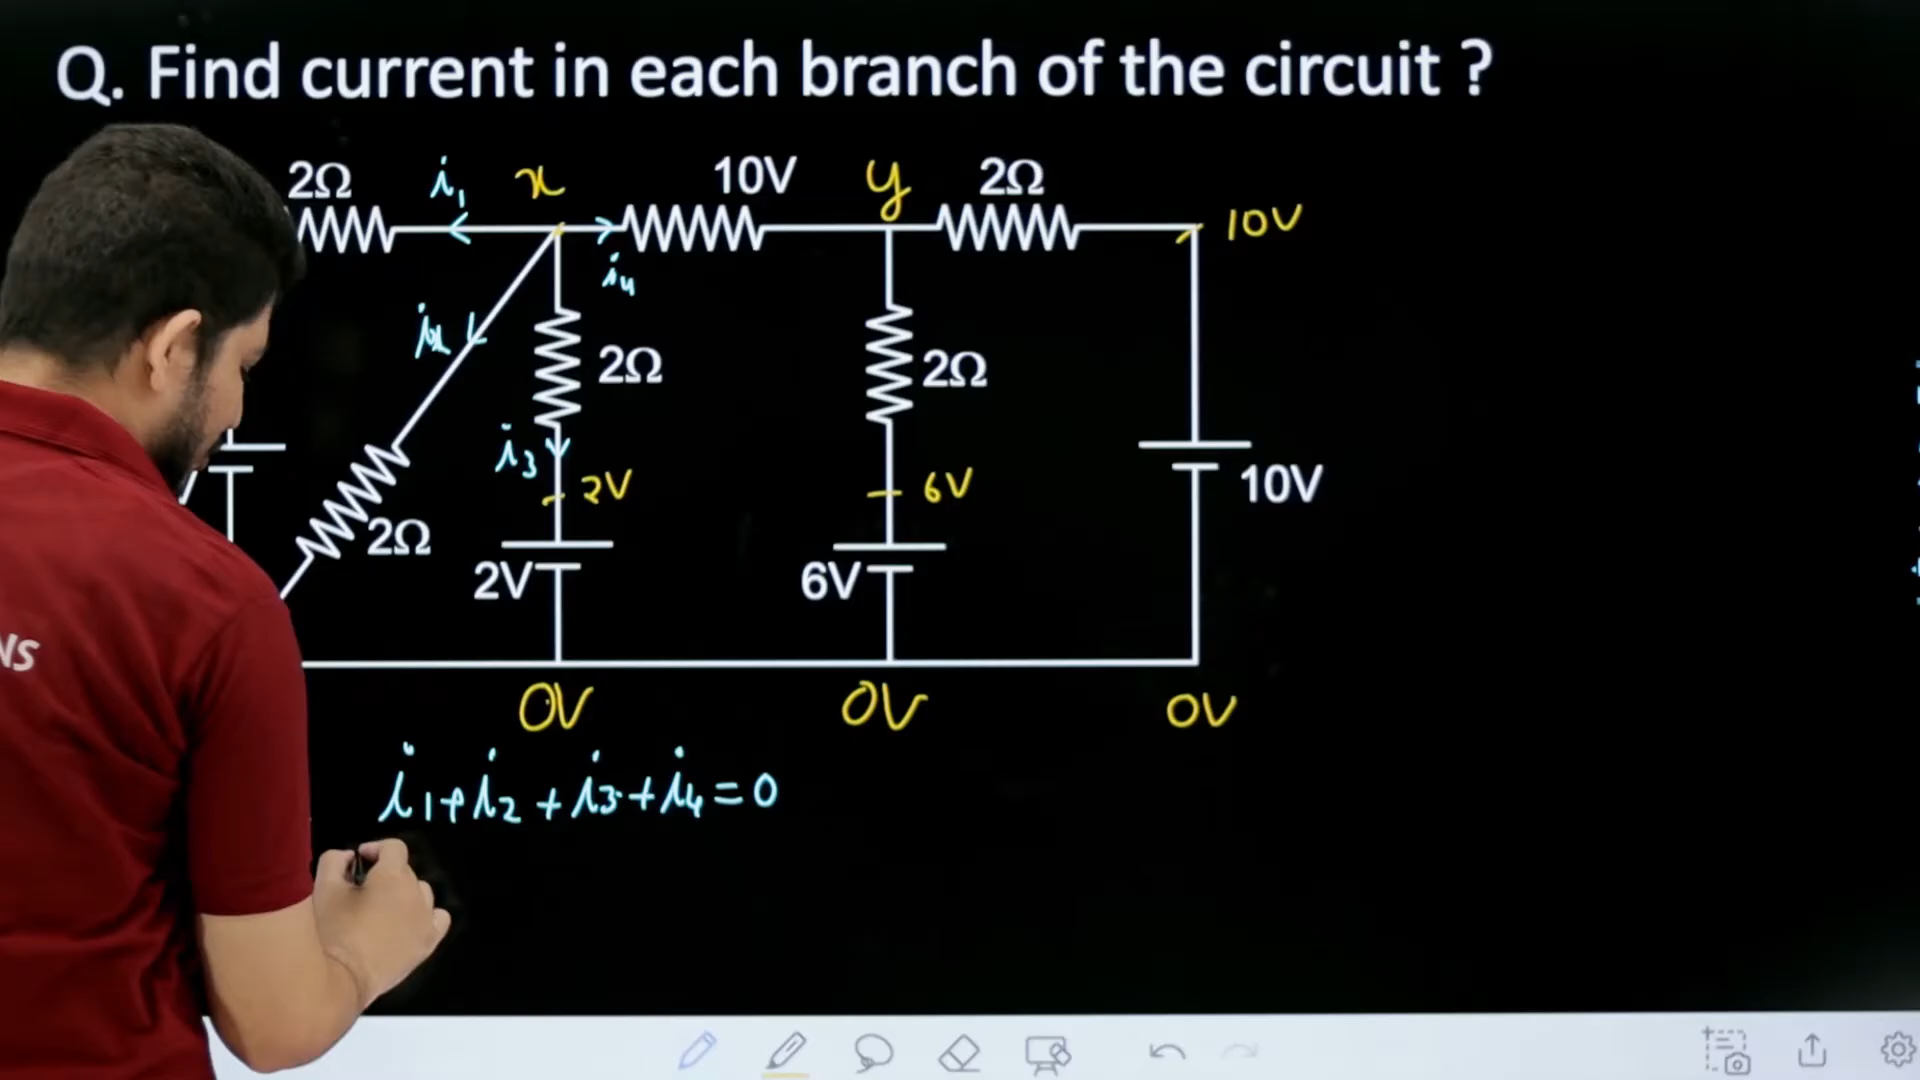 Q. Find current in each branch of the circuit ?
2Ω i₁ x 10V y 2Ω
10V
i₄
i₂
2Ω 2Ω
i₃
2V 6V 10V
2Ω
2V 6V
NS
0V 0V 0V
i₁+i₂+i₃+i₄=0